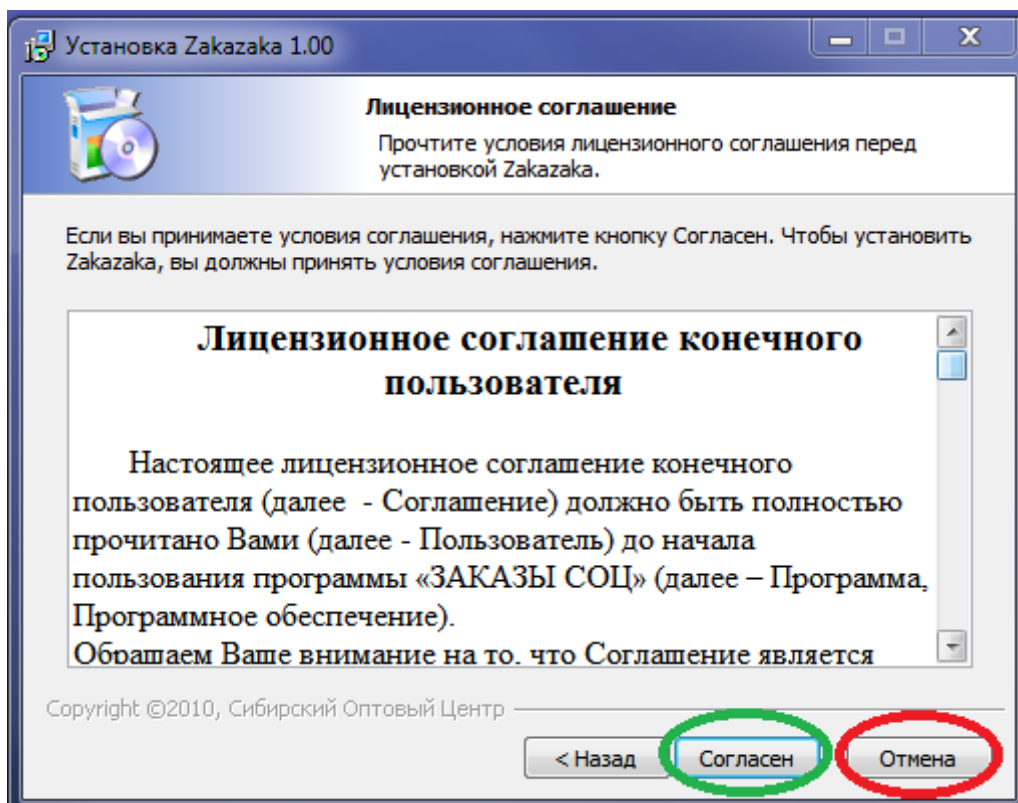 Установка Zakazaka 1.00
Лицензионное соглашение
Прочтите условия лицензионного соглашения перед
установкой Zakazaka.
Если вы принимаете условия соглашения, нажмите кнопку Согласен. Чтобы установить
Zakazaka, вы должны принять условия соглашения.
Лицензионное соглашение конечного
пользователя
Настоящее лицензионное соглашение конечного
пользователя (далее - Соглашение) должно быть полностью
прочитано Вами (далее - Пользователь) до начала
пользования программы «ЗАКАЗЫ СОЦ» (далее – Программа,
Программное обеспечение).
Обращаем Ваше внимание на то, что Соглашение является
Copyright ©2010, Сибирский Оптовый Центр
< Назад Согласен Отмена